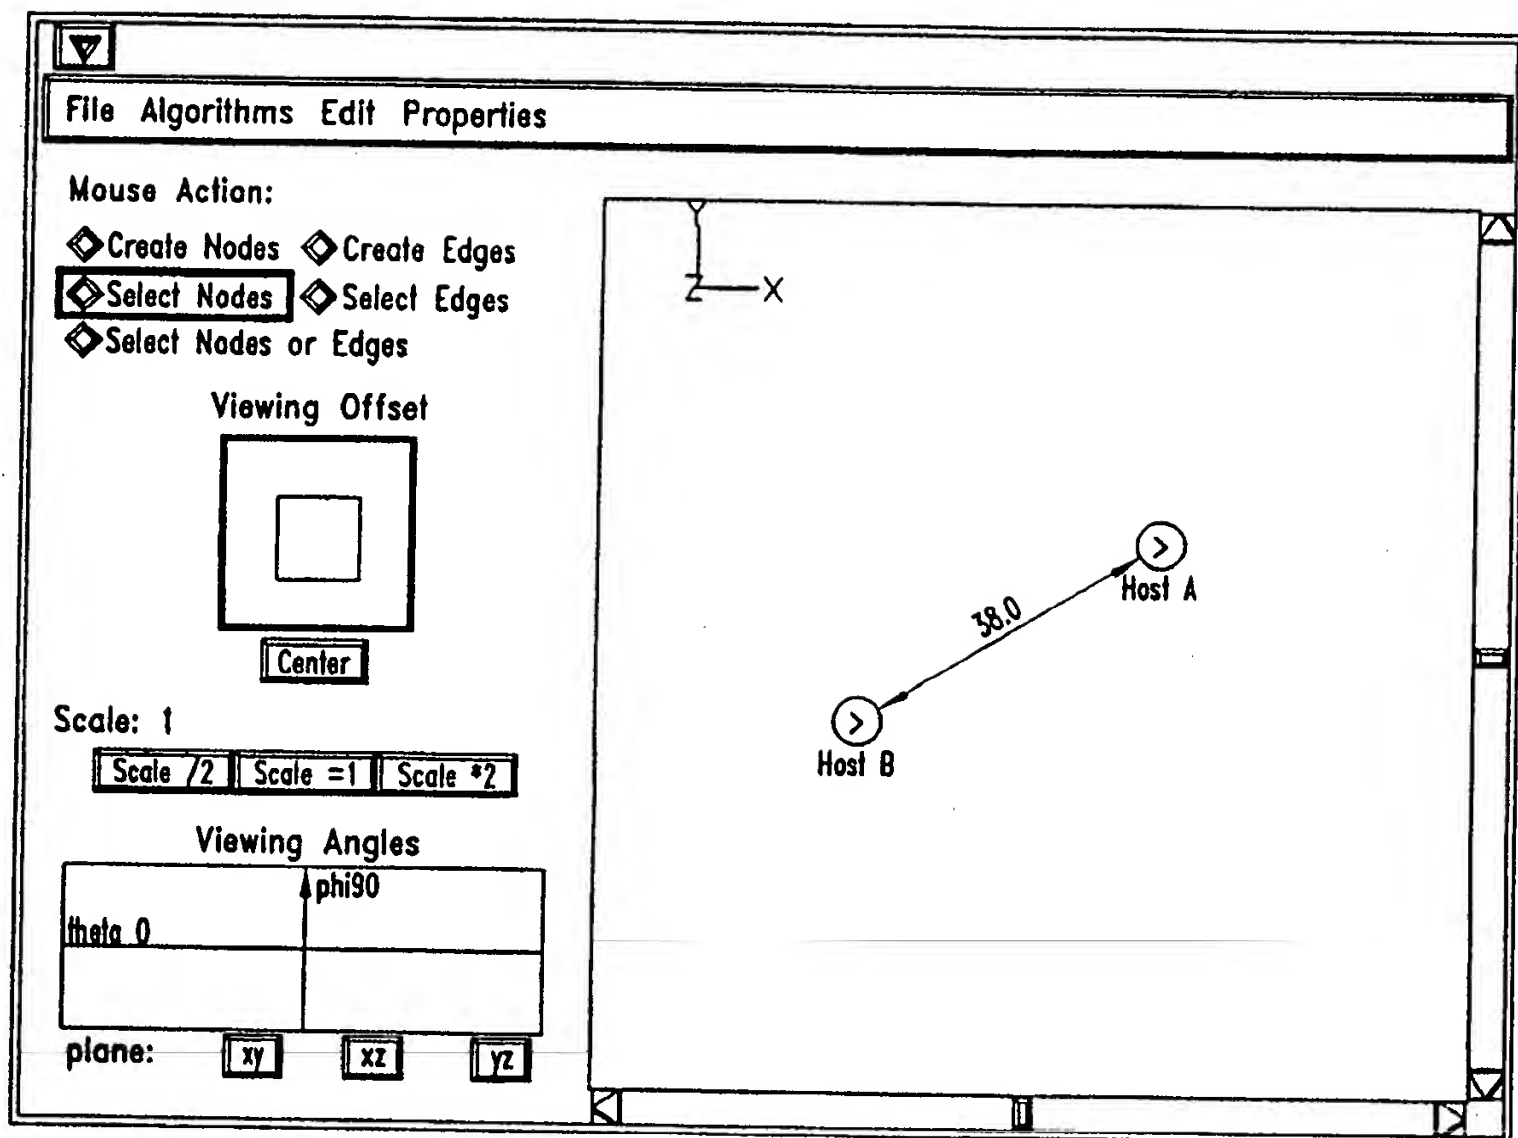 File Algorithms Edit Properties
Mouse Action:
Create Nodes Create Edges
Select Nodes Select Edges
Select Nodes or Edges
Viewing Offset
Center
Scale: 1
Scale /2 Scale =1 Scale *2
Viewing Angles
phi90
theta 0
plane: xy xz yz
Y
Z X
38.0
Host A
Host B